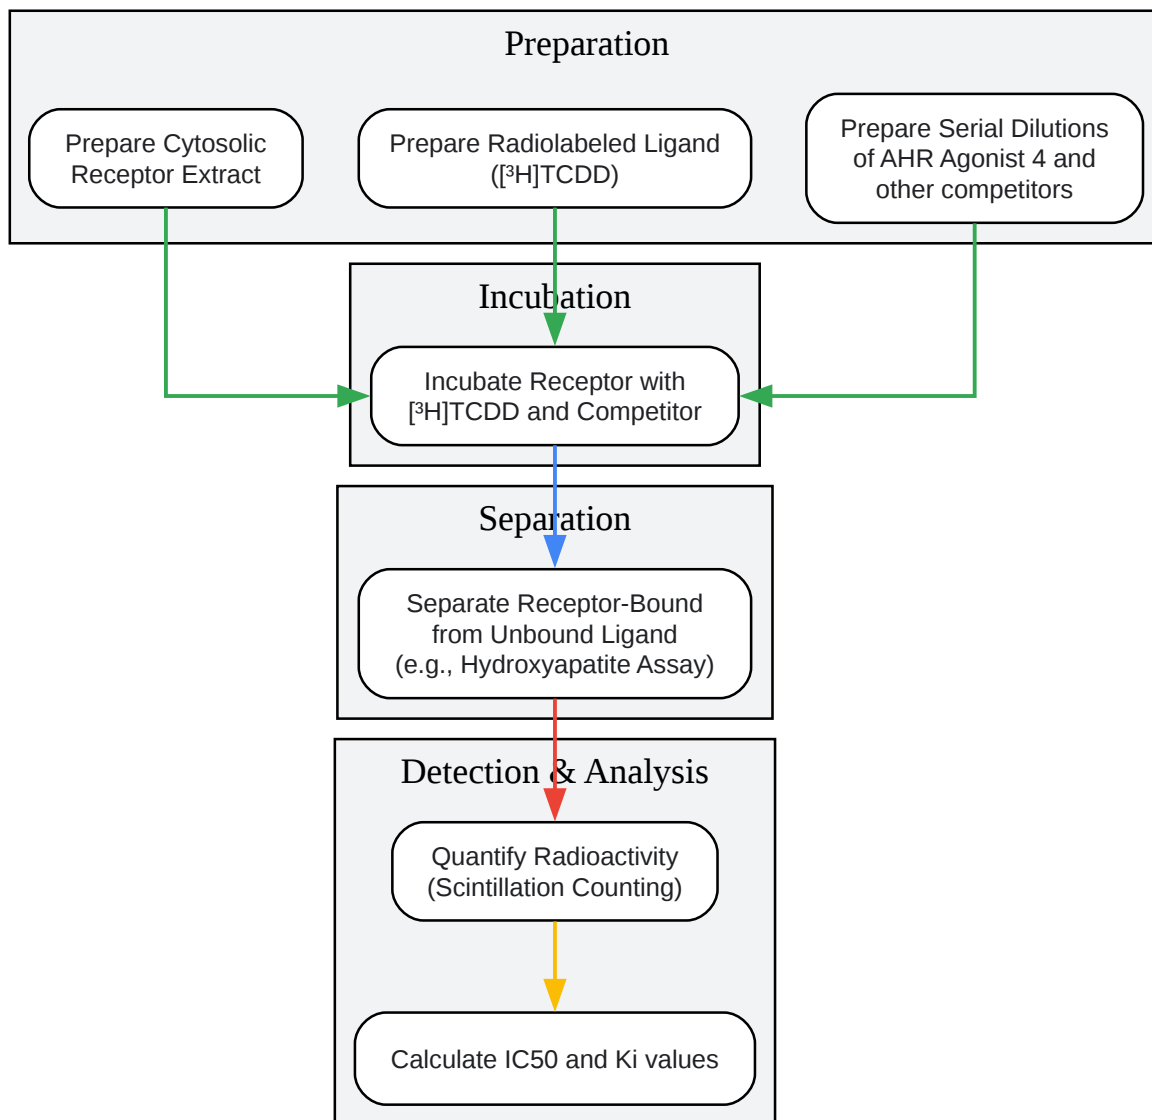 Preparation
Prepare Cytosolic
Receptor Extract
Prepare Radiolabeled Ligand
([³H]TCDD)
Prepare Serial Dilutions
of AHR Agonist 4 and
other competitors
Incubation
Incubate Receptor with
[³H]TCDD and Competitor
Separation
Separate Receptor-Bound
from Unbound Ligand
(e.g., Hydroxyapatite Assay)
Detection & Analysis
Quantify Radioactivity
(Scintillation Counting)
Calculate IC50 and Ki values